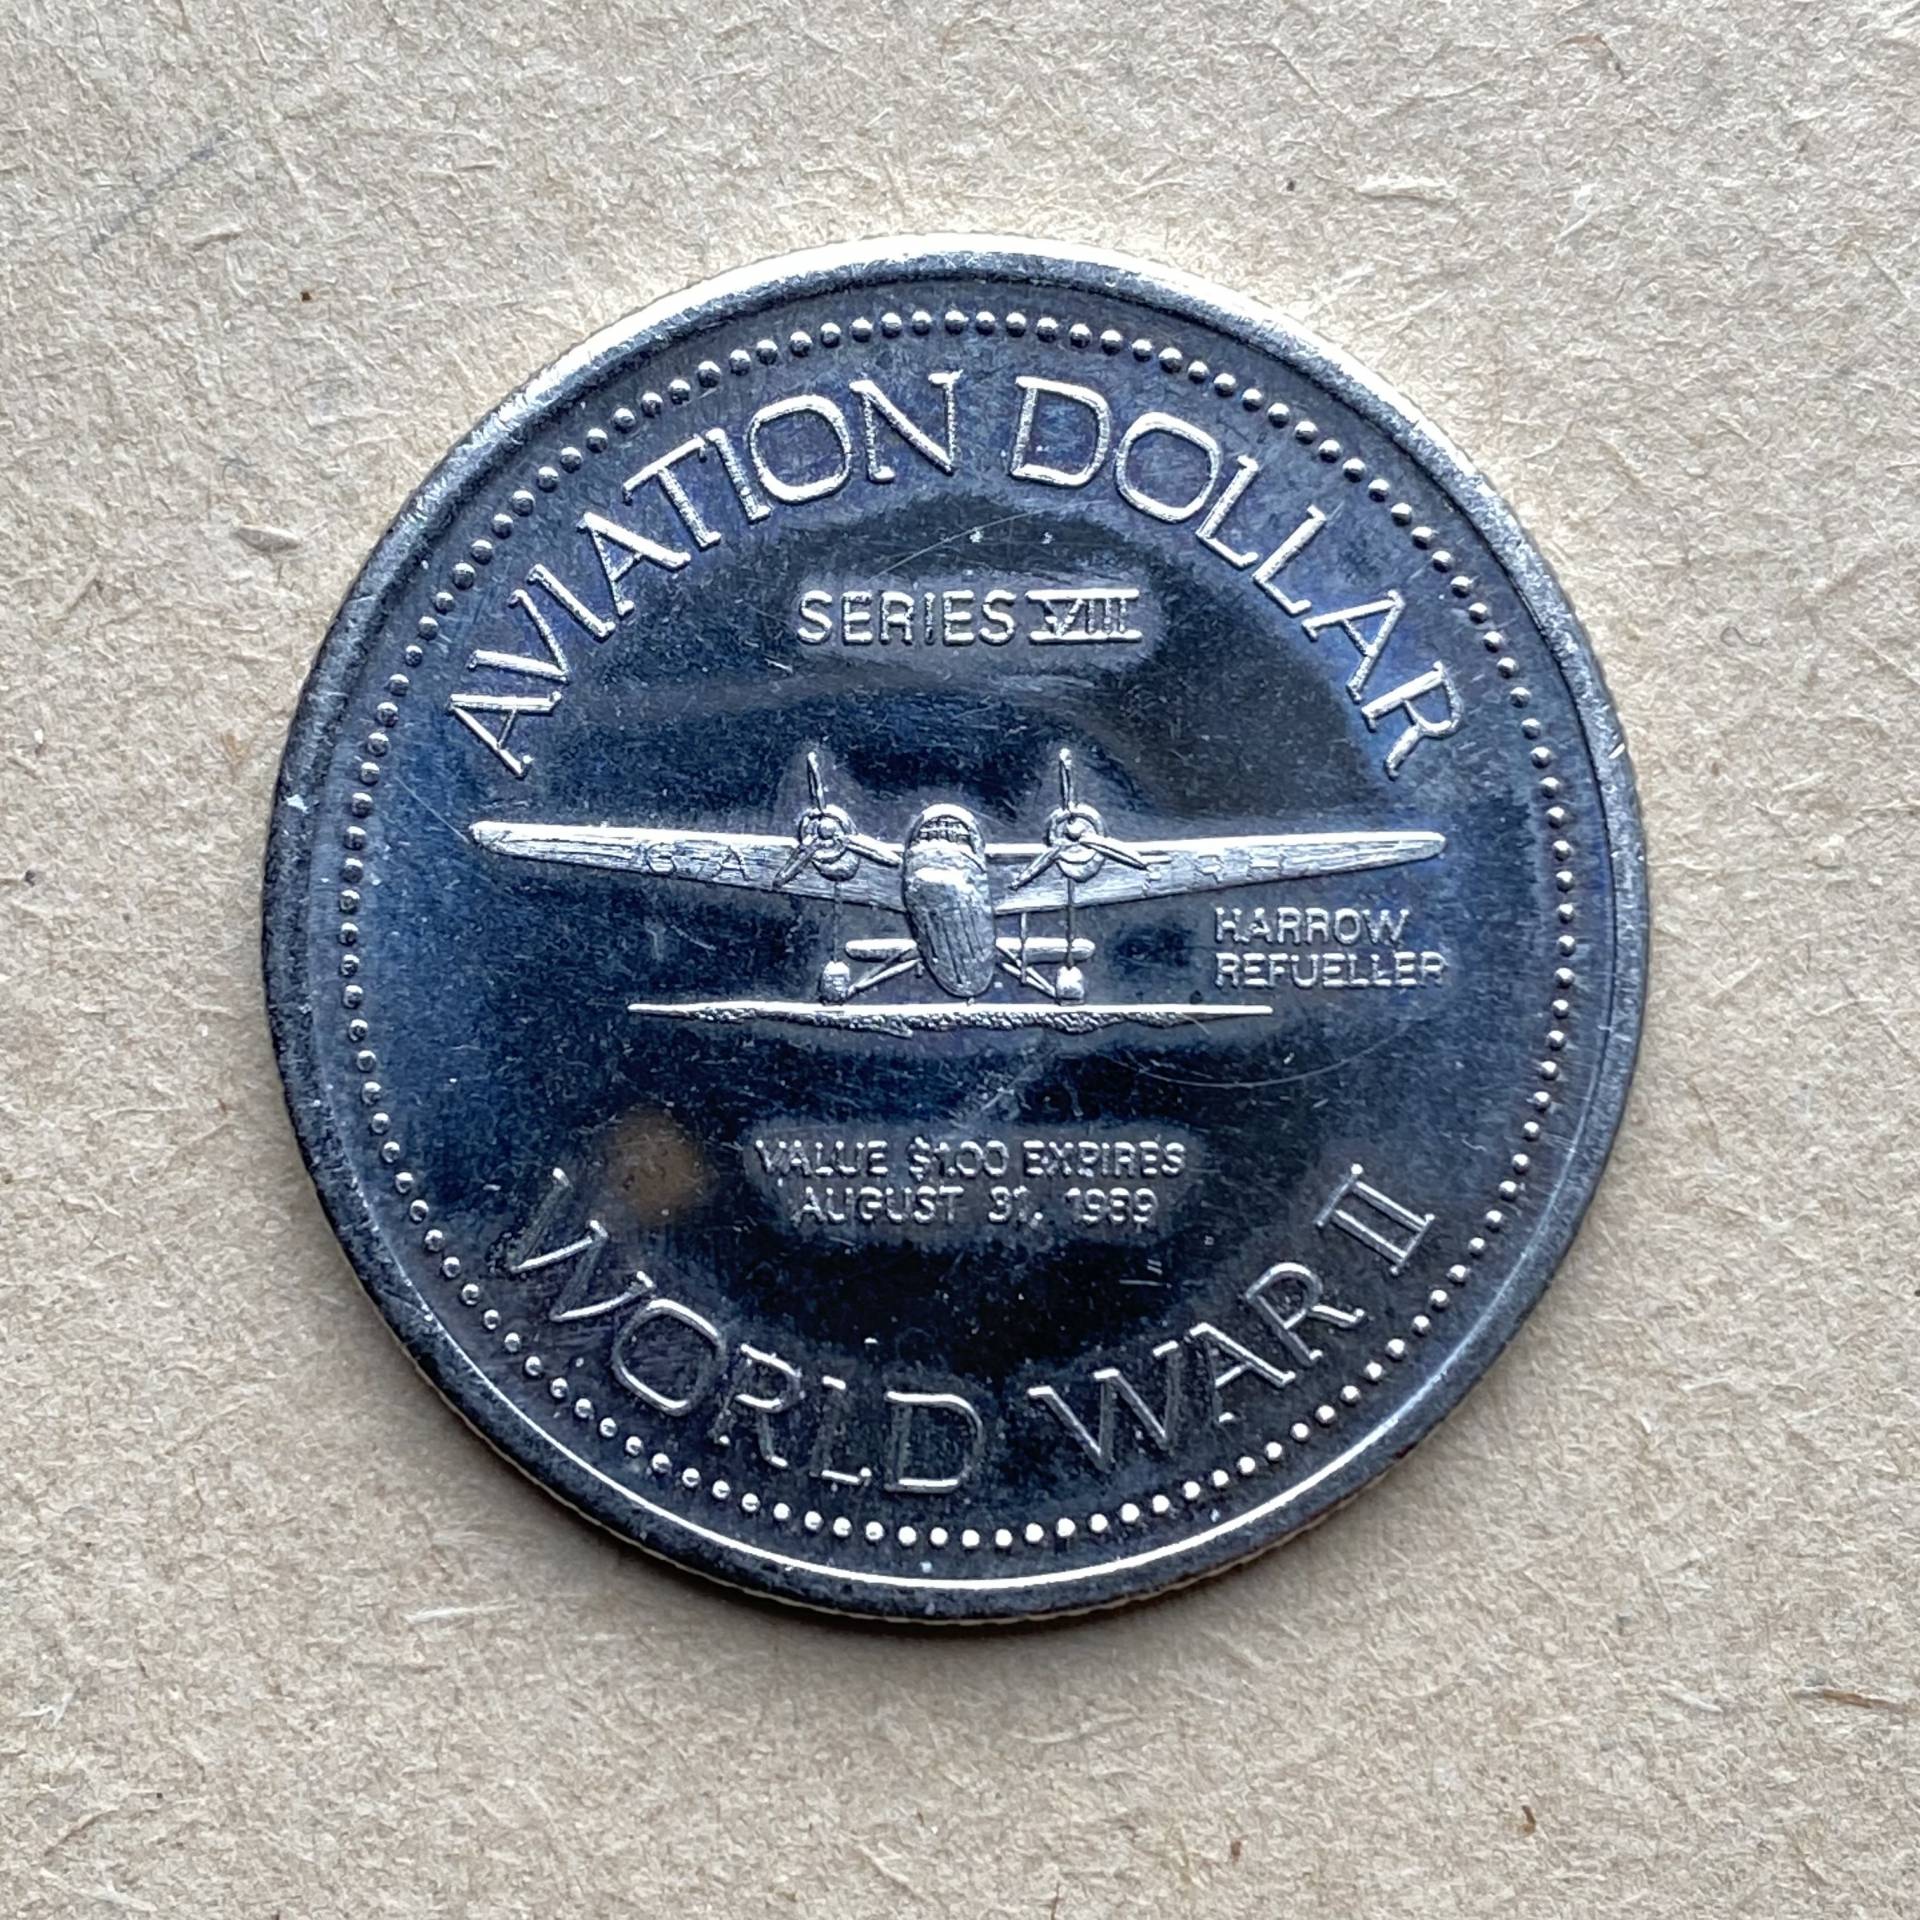 AVIATION DOLLAR
SERIES VIII
HARROW
REFUELLER
VALUE $1.00 EXPIRES
AUGUST 31, 1989
WORLD WAR II